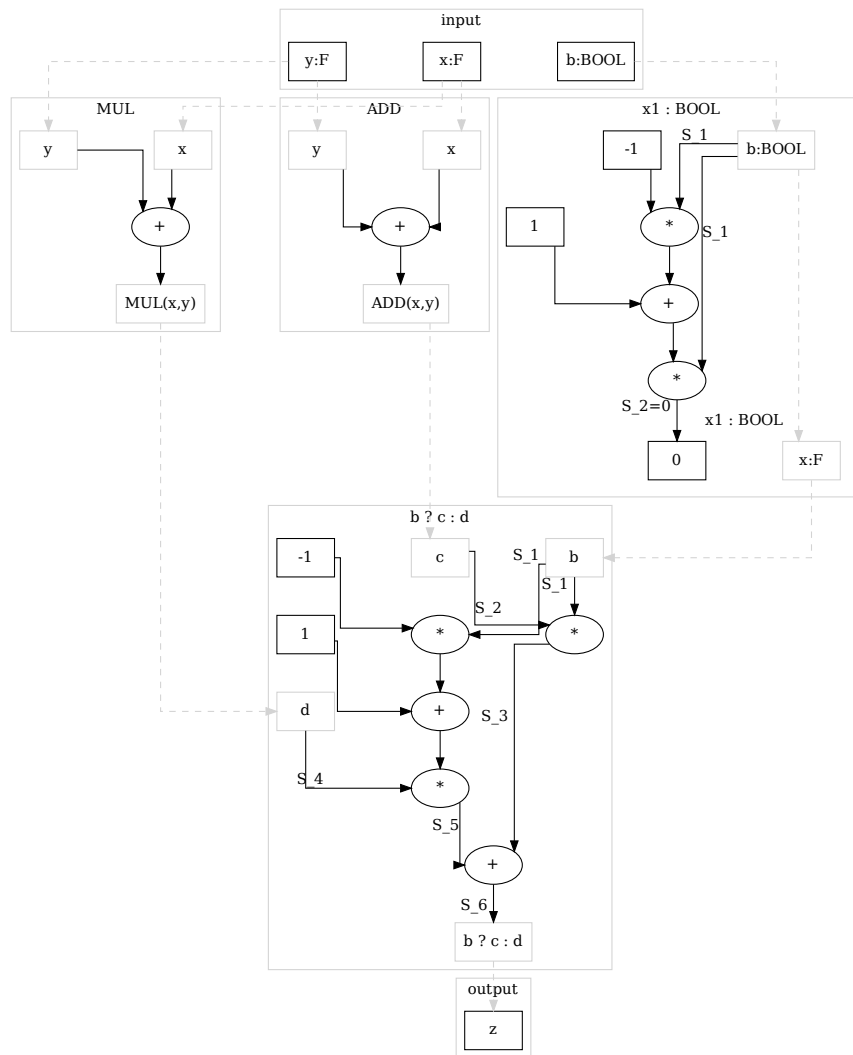 input
y:F
x:F
b:BOOL
MUL
ADD
x1 : BOOL
y
x
y
x
-1
S_1
b:BOOL
+
+
1
*
S_1
MUL(x,y)
ADD(x,y)
+
*
S_2=0
x1 : BOOL
0
x:F
b ? c : d
-1
c
S_1
b
S_1
S_2
1
*
*
d
+
S_3
S_4
*
S_5
+
S_6
b ? c : d
output
z